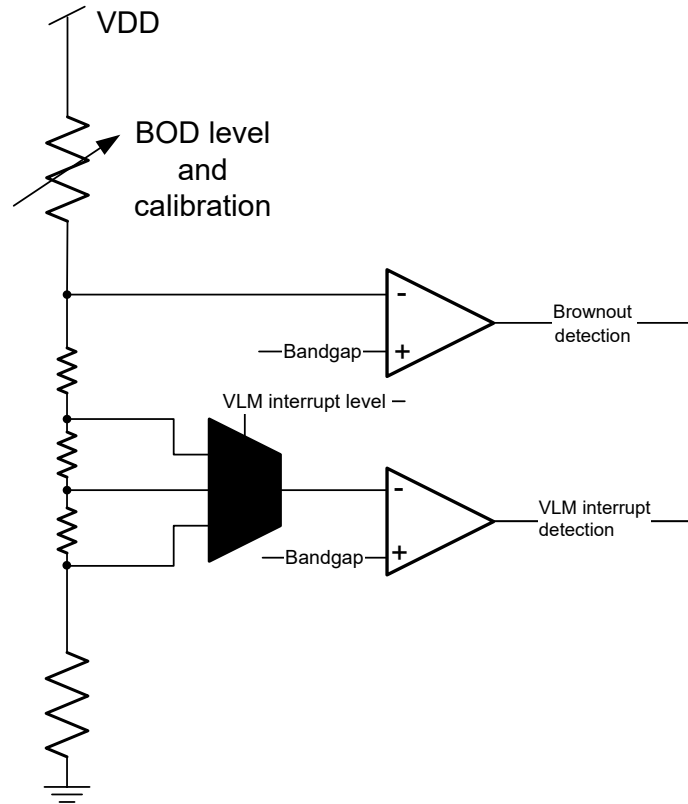 VDD
BOD level
and
calibration
-
Bandgap
+
Brownout
detection
VLM interrupt level
-
Bandgap
+
VLM interrupt
detection